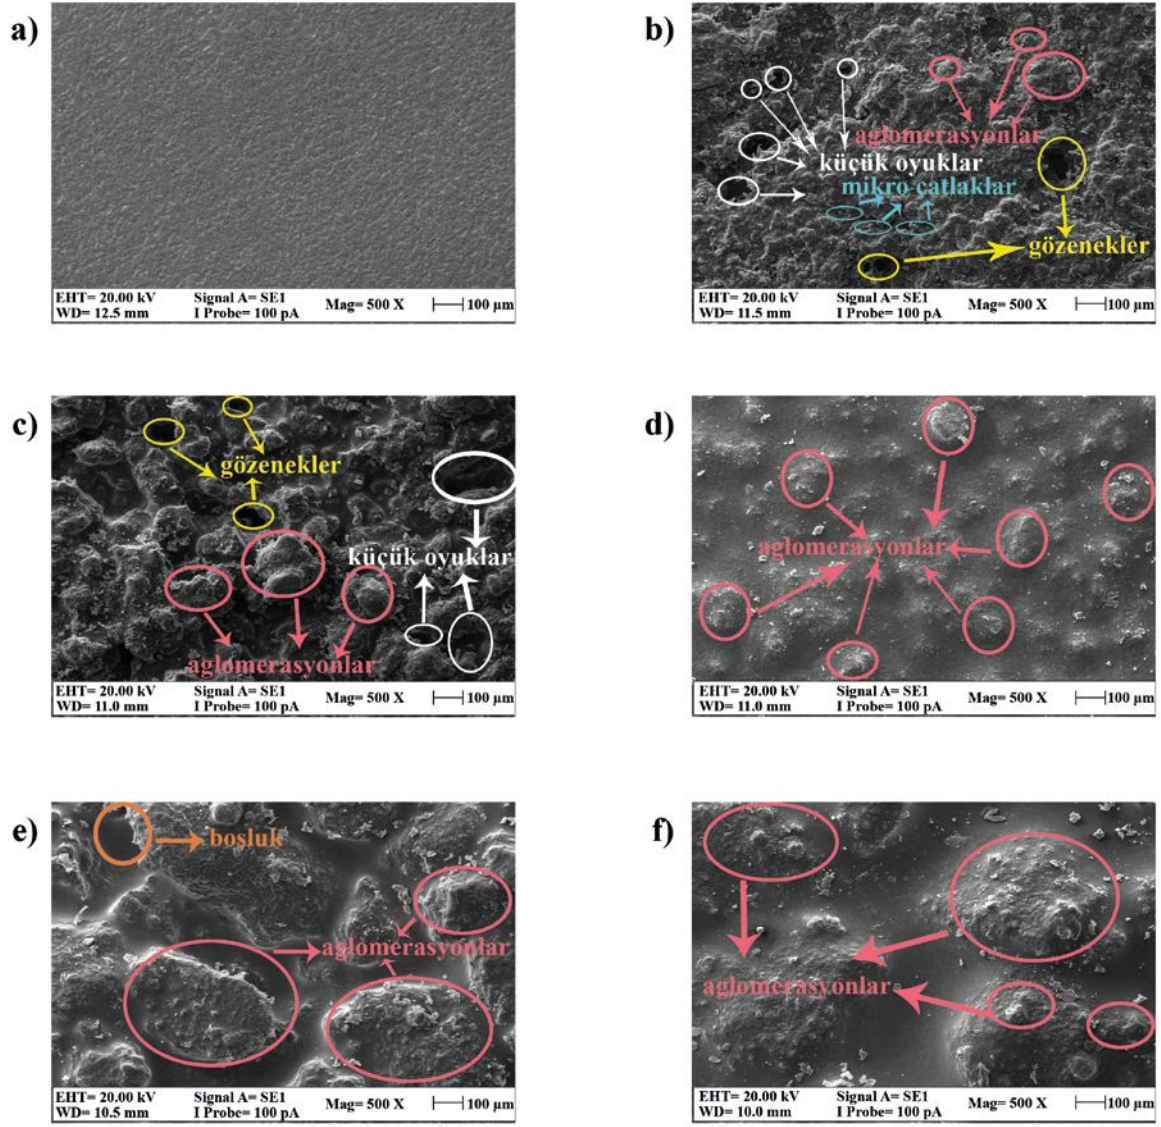 a)
EHT= 20.00 kV Signal A= SE1 Mag= 500 X 100 µm
WD= 12.5 mm I Probe= 100 pA
b)
aglomerasyonlar
küçük oyuklar
mikro çatlaklar
gözenekler
EHT= 20.00 kV Signal A= SE1 Mag= 500 X 100 µm
WD= 11.5 mm I Probe= 100 pA
c)
gözenekler
küçük oyuklar
aglomerasyonlar
EHT= 20.00 kV Signal A= SE1 Mag= 500 X 100 µm
WD= 11.0 mm I Probe= 100 pA
d)
aglomerasyonlar
EHT= 20.00 kV Signal A= SE1 Mag= 500 X 100 µm
WD= 11.0 mm I Probe= 100 pA
e)
boşluk
aglomerasyonlar
EHT= 20.00 kV Signal A= SE1 Mag= 500 X 100 µm
WD= 10.5 mm I Probe= 100 pA
f)
aglomerasyonlar
EHT= 20.00 kV Signal A= SE1 Mag= 500 X 100 µm
WD= 10.0 mm I Probe= 100 pA